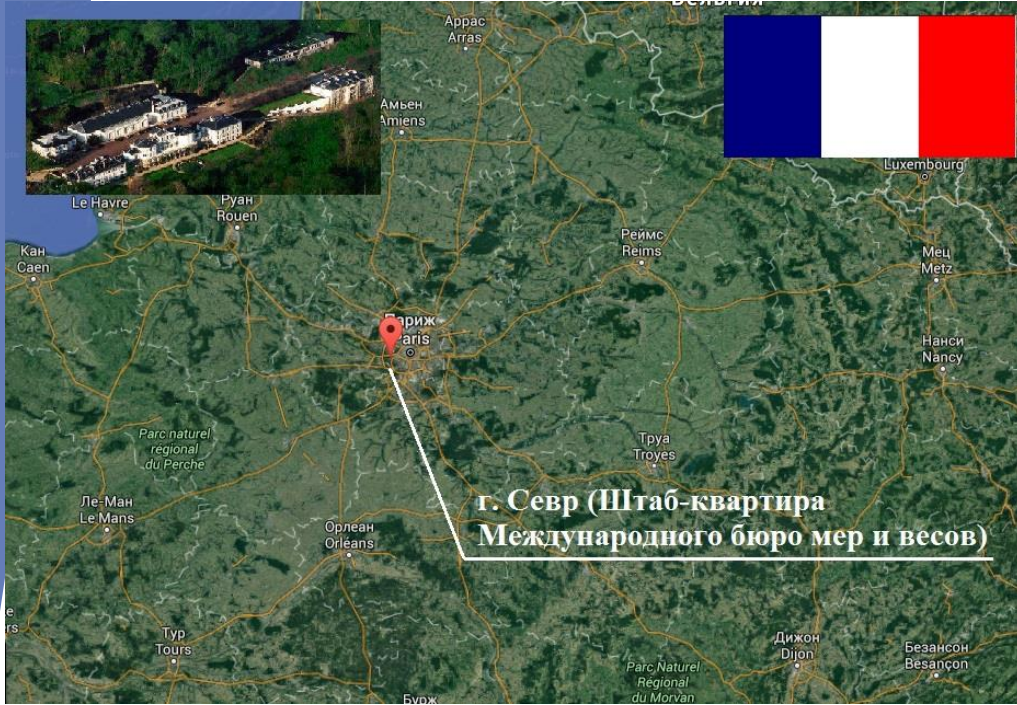 Бельгия
Аррас
Arras
Амьен
Amiens
Luxembourg
Le Havre
Руан
Rouen
Реймс
Reims
Кан
Caen
Мец
Metz
Париж
Paris
Нанси
Nancy
Parc naturel
régional
du Perche
Труа
Troyes
г. Севр (Штаб-квартира
Международного бюро мер и весов)
Ле-Ман
Le Mans
Орлеан
Orléans
Тур
Tours
Дижон
Dijon
Безансон
Besançon
Parc Naturel
Régional
du Morvan
Бурж